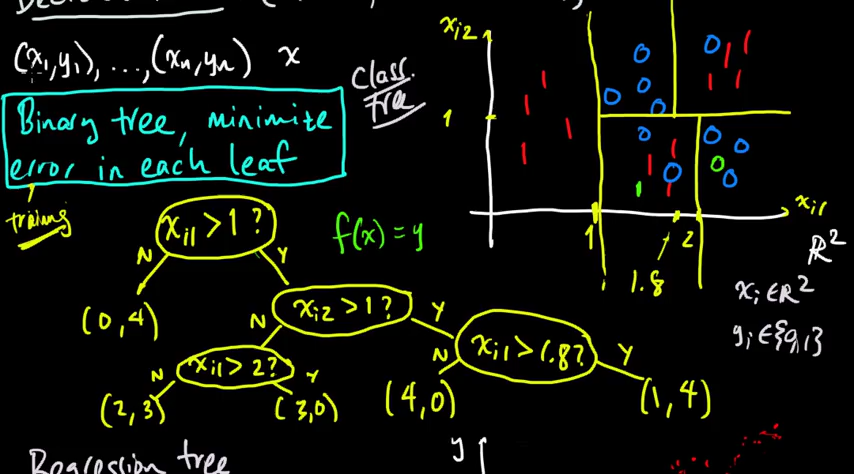 (x₁,y₁), ..., (xₙ,yₙ) x
Binary tree, minimize
error in each leaf
training
Class.
Tree
xᵢ₂
1
xᵢ₁
1
2
1.8
ℝ²
xᵢ∈ℝ²
yᵢ∈{0,1}
f(x) = y
xᵢ₁ > 1 ?
N
Y
(0,4)
xᵢ₂ > 1 ?
N
Y
xᵢ₁ > 2 ?
N
Y
(2,3)
(3,0)
xᵢ₁ > 1.8 ?
N
Y
(4,0)
(1,4)
Regression tree
y